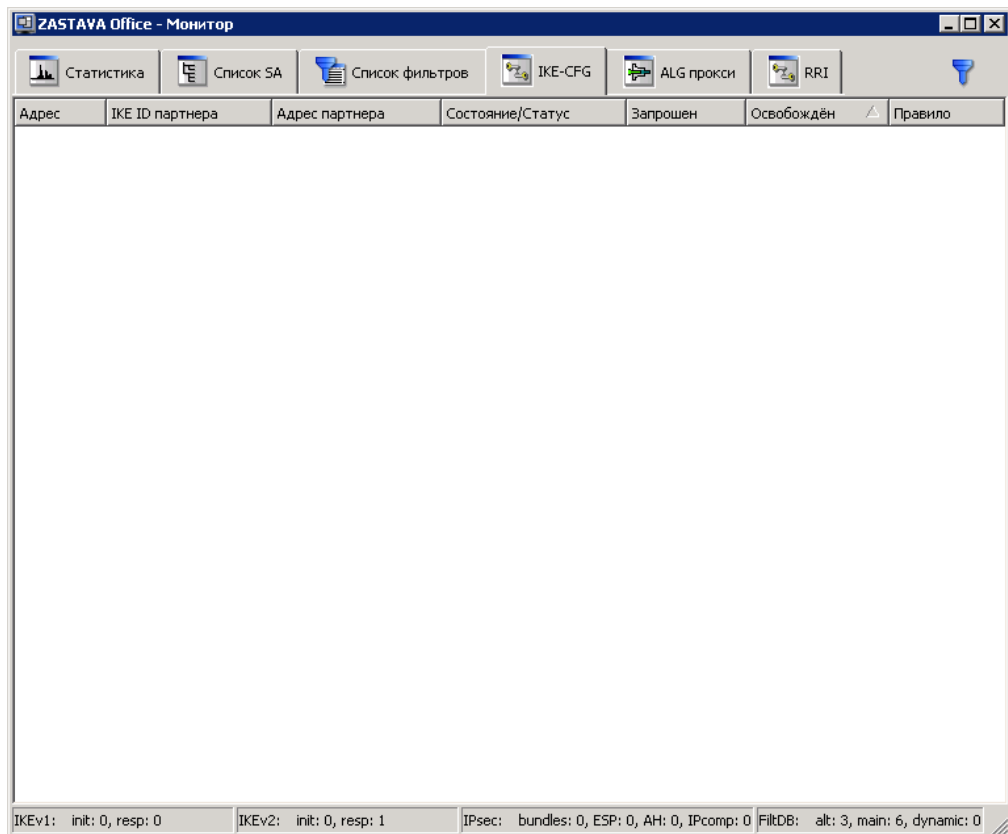 ZASTAVA Office - Монитор
Статистика Список SA Список фильтров IKE-CFG ALG прокси RRI
Адрес IKE ID партнера Адрес партнера Состояние/Статус Запрошен Освобождён Правило
IKEv1: init: 0, resp: 0 IKEv2: init: 0, resp: 1 IPsec: bundles: 0, ESP: 0, AH: 0, IPcomp: 0 FiltDB: alt: 3, main: 6, dynamic: 0